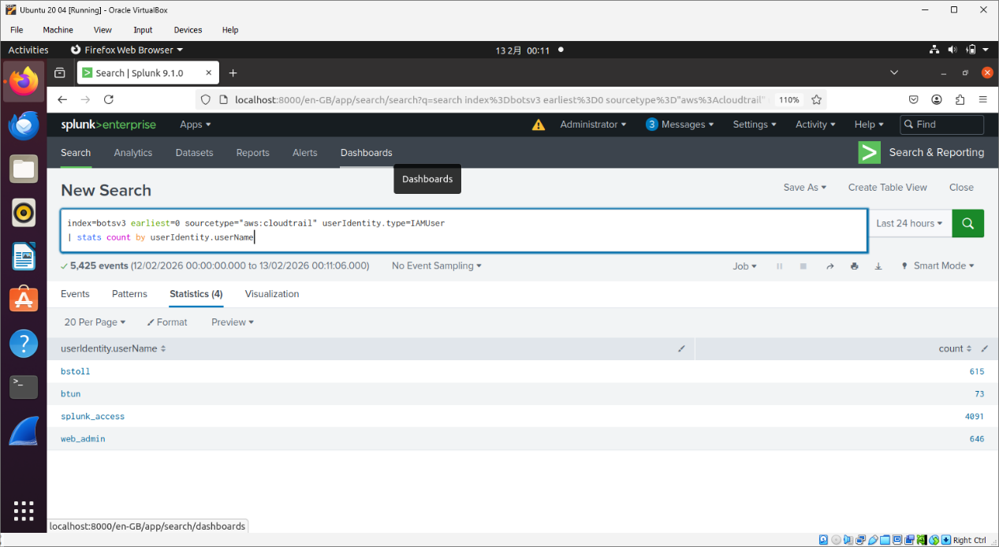 Ubuntu 20 04 [Running] - Oracle VirtualBox
File Machine View Input Devices Help
Activities Firefox Web Browser 13 2月 00:11
Search | Splunk 9.1.0
localhost:8000/en-GB/app/search/search?q=search index%3Dbotsv3 earliest%3D0 sourcetype%3D"aws%3Acloudtrail" 110%
splunk>enterprise Apps Administrator 3 Messages Settings Activity Help Find
Search Analytics Datasets Reports Alerts Dashboards Search & Reporting
Dashboards
New Search Save As Create Table View Close
index=botsv3 earliest=0 sourcetype="aws:cloudtrail" userIdentity.type=IAMUser
| stats count by userIdentity.userName
Last 24 hours
5,425 events (12/02/2026 00:00:00.000 to 13/02/2026 00:11:06.000) No Event Sampling Job Smart Mode
Events Patterns Statistics (4) Visualization
20 Per Page Format Preview
userIdentity.userName count
bstoll 615
btun 73
splunk_access 4091
web_admin 646
localhost:8000/en-GB/app/search/dashboards
Right Ctrl